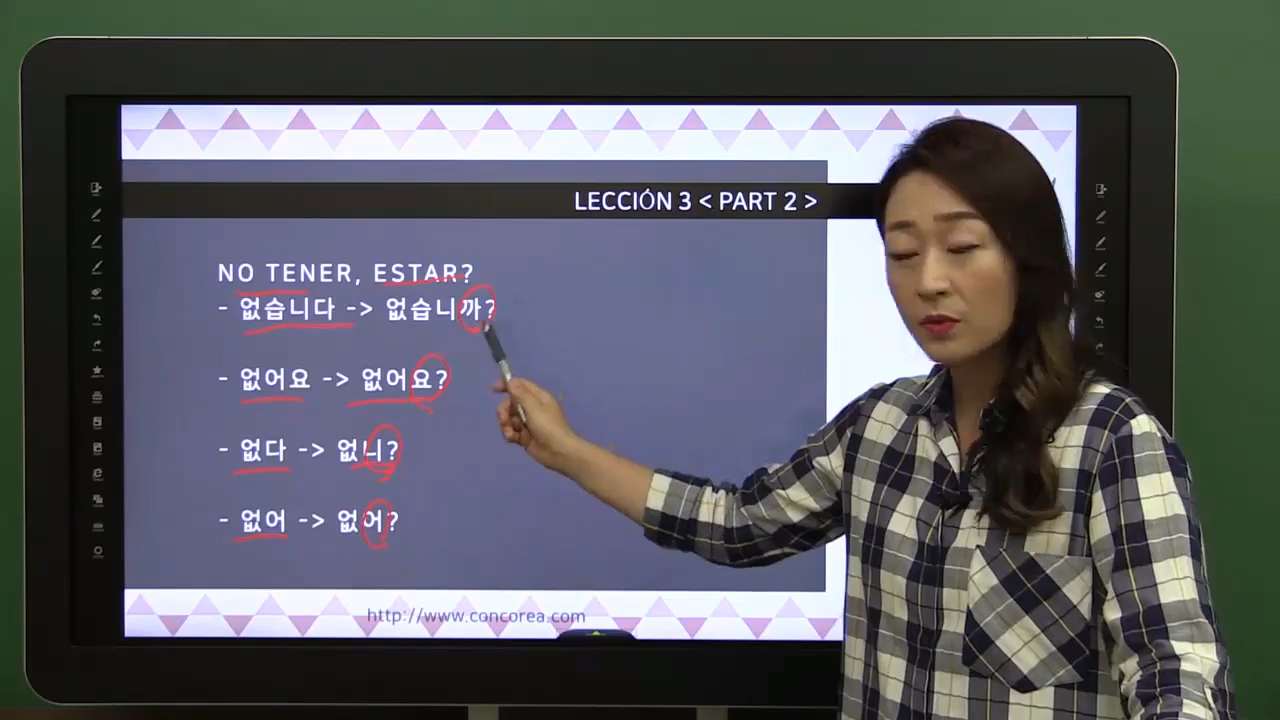 LECCIÓN 3 < PART 2 >
NO TENER, ESTAR?
- 없습니다 -> 없습니까?
- 없어요 -> 없어요?
- 없다 -> 없니?
- 없어 -> 없어?
http://www.concorea.com